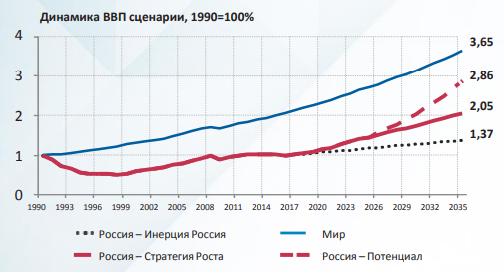 Динамика ВВП сценарии, 1990=100%
4
3
2
1
0
3,65
2,86
2,05
1,37
1990 1993 1996 1999 2002 2005 2008 2011 2014 2017 2020 2023 2026 2029 2032 2035
Россия – Инерция Россия
Мир
Россия – Стратегия Роста
Россия – Потенциал